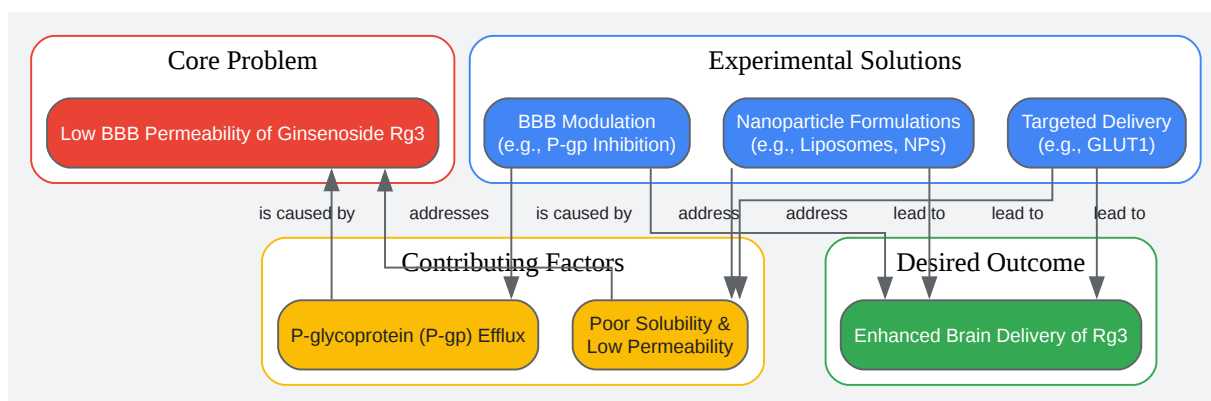 Core Problem
Experimental Solutions
Low BBB Permeability of Ginsenoside Rg3
BBB Modulation
(e.g., P-gp Inhibition)
Nanoparticle Formulations
(e.g., Liposomes, NPs)
Targeted Delivery
(e.g., GLUT1)
is caused by
addresses
is caused by
address
address
lead to
lead to
lead to
Contributing Factors
Desired Outcome
P-glycoprotein (P-gp) Efflux
Poor Solubility &
Low Permeability
Enhanced Brain Delivery of Rg3